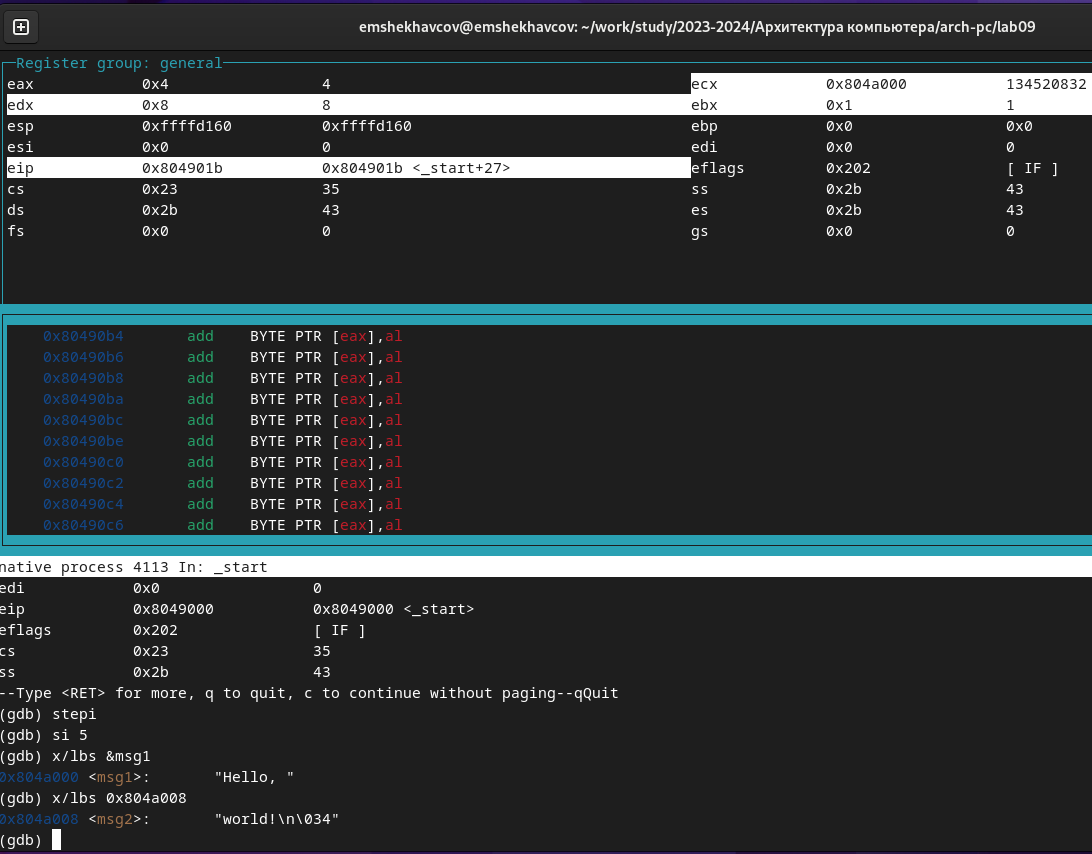 emshekhavcov@emshekhavcov: ~/work/study/2023-2024/Архитектура компьютера/arch-pc/lab09
Register group: general
eax 0x4 4 ecx 0x804a000 134520832
edx 0x8 8 ebx 0x1 1
esp 0xffffd160 0xffffd160 ebp 0x0 0x0
esi 0x0 0 edi 0x0 0
eip 0x804901b 0x804901b <_start+27> eflags 0x202 [ IF ]
cs 0x23 35 ss 0x2b 43
ds 0x2b 43 es 0x2b 43
fs 0x0 0 gs 0x0 0
0x80490b4 add BYTE PTR [eax],al
0x80490b6 add BYTE PTR [eax],al
0x80490b8 add BYTE PTR [eax],al
0x80490ba add BYTE PTR [eax],al
0x80490bc add BYTE PTR [eax],al
0x80490be add BYTE PTR [eax],al
0x80490c0 add BYTE PTR [eax],al
0x80490c2 add BYTE PTR [eax],al
0x80490c4 add BYTE PTR [eax],al
0x80490c6 add BYTE PTR [eax],al
native process 4113 In: _start
edi 0x0 0
eip 0x8049000 0x8049000 <_start>
eflags 0x202 [ IF ]
cs 0x23 35
ss 0x2b 43
--Type <RET> for more, q to quit, c to continue without paging--qQuit
(gdb) stepi
(gdb) si 5
(gdb) x/lbs &msg1
0x804a000 <msg1>: "Hello, "
(gdb) x/lbs 0x804a008
0x804a008 <msg2>: "world!\n\034"
(gdb)